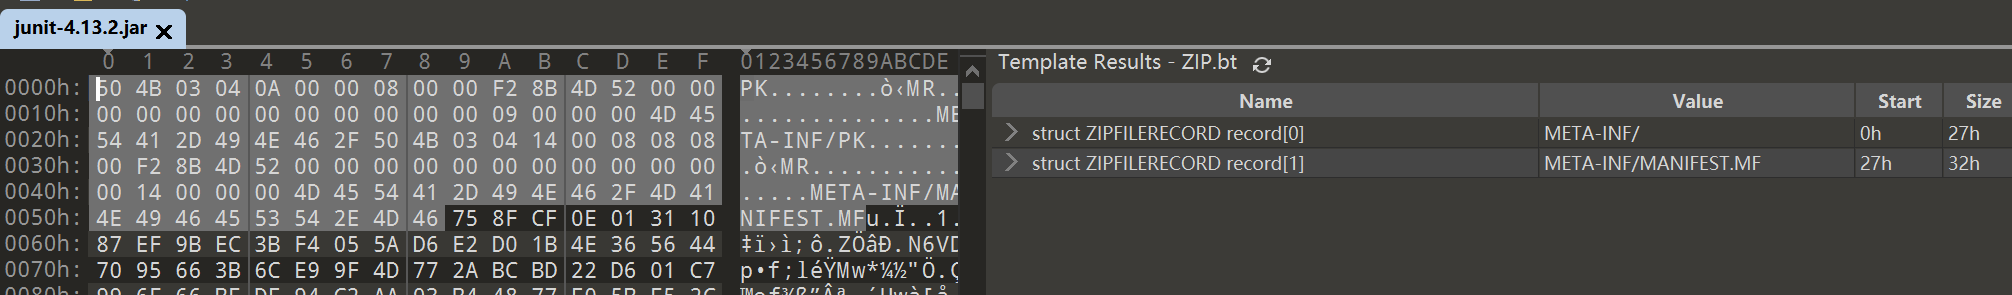 junit-4.13.2.jar
0 1 2 3 4 5 6 7 8 9 A B C D E F 0123456789ABCDE
0000h: 50 4B 03 04 0A 00 00 08 00 00 F2 8B 4D 52 00 00 PK........ò‹MR..
0010h: 00 00 00 00 00 00 00 00 00 00 09 00 00 00 4D 45 ..............ME
0020h: 54 41 2D 49 4E 46 2F 50 4B 03 04 14 00 08 08 08 TA-INF/PK.......
0030h: 00 F2 8B 4D 52 00 00 00 00 00 00 00 00 00 00 00 .ò‹MR...........
0040h: 00 14 00 00 00 4D 45 54 41 2D 49 4E 46 2F 4D 41 .....META-INF/MA
0050h: 4E 49 46 45 53 54 2E 4D 46 75 8F CF 0E 01 31 10 NIFEST.MFu.Ï..1.
0060h: 87 EF 9B EC 3B F4 05 5A D6 E2 D0 1B 4E 36 56 44 ‡ï›ì;ô.ZÖâÐ.N6VD
0070h: 70 95 66 3B 6C E9 9F 4D 77 2A BC BD 22 D6 01 C7 p•f;léŸMw*¼½"Ö.Ç
Template Results - ZIP.bt
Name Value Start Size
struct ZIPFILERECORD record[0] META-INF/ 0h 27h
struct ZIPFILERECORD record[1] META-INF/MANIFEST.MF 27h 32h